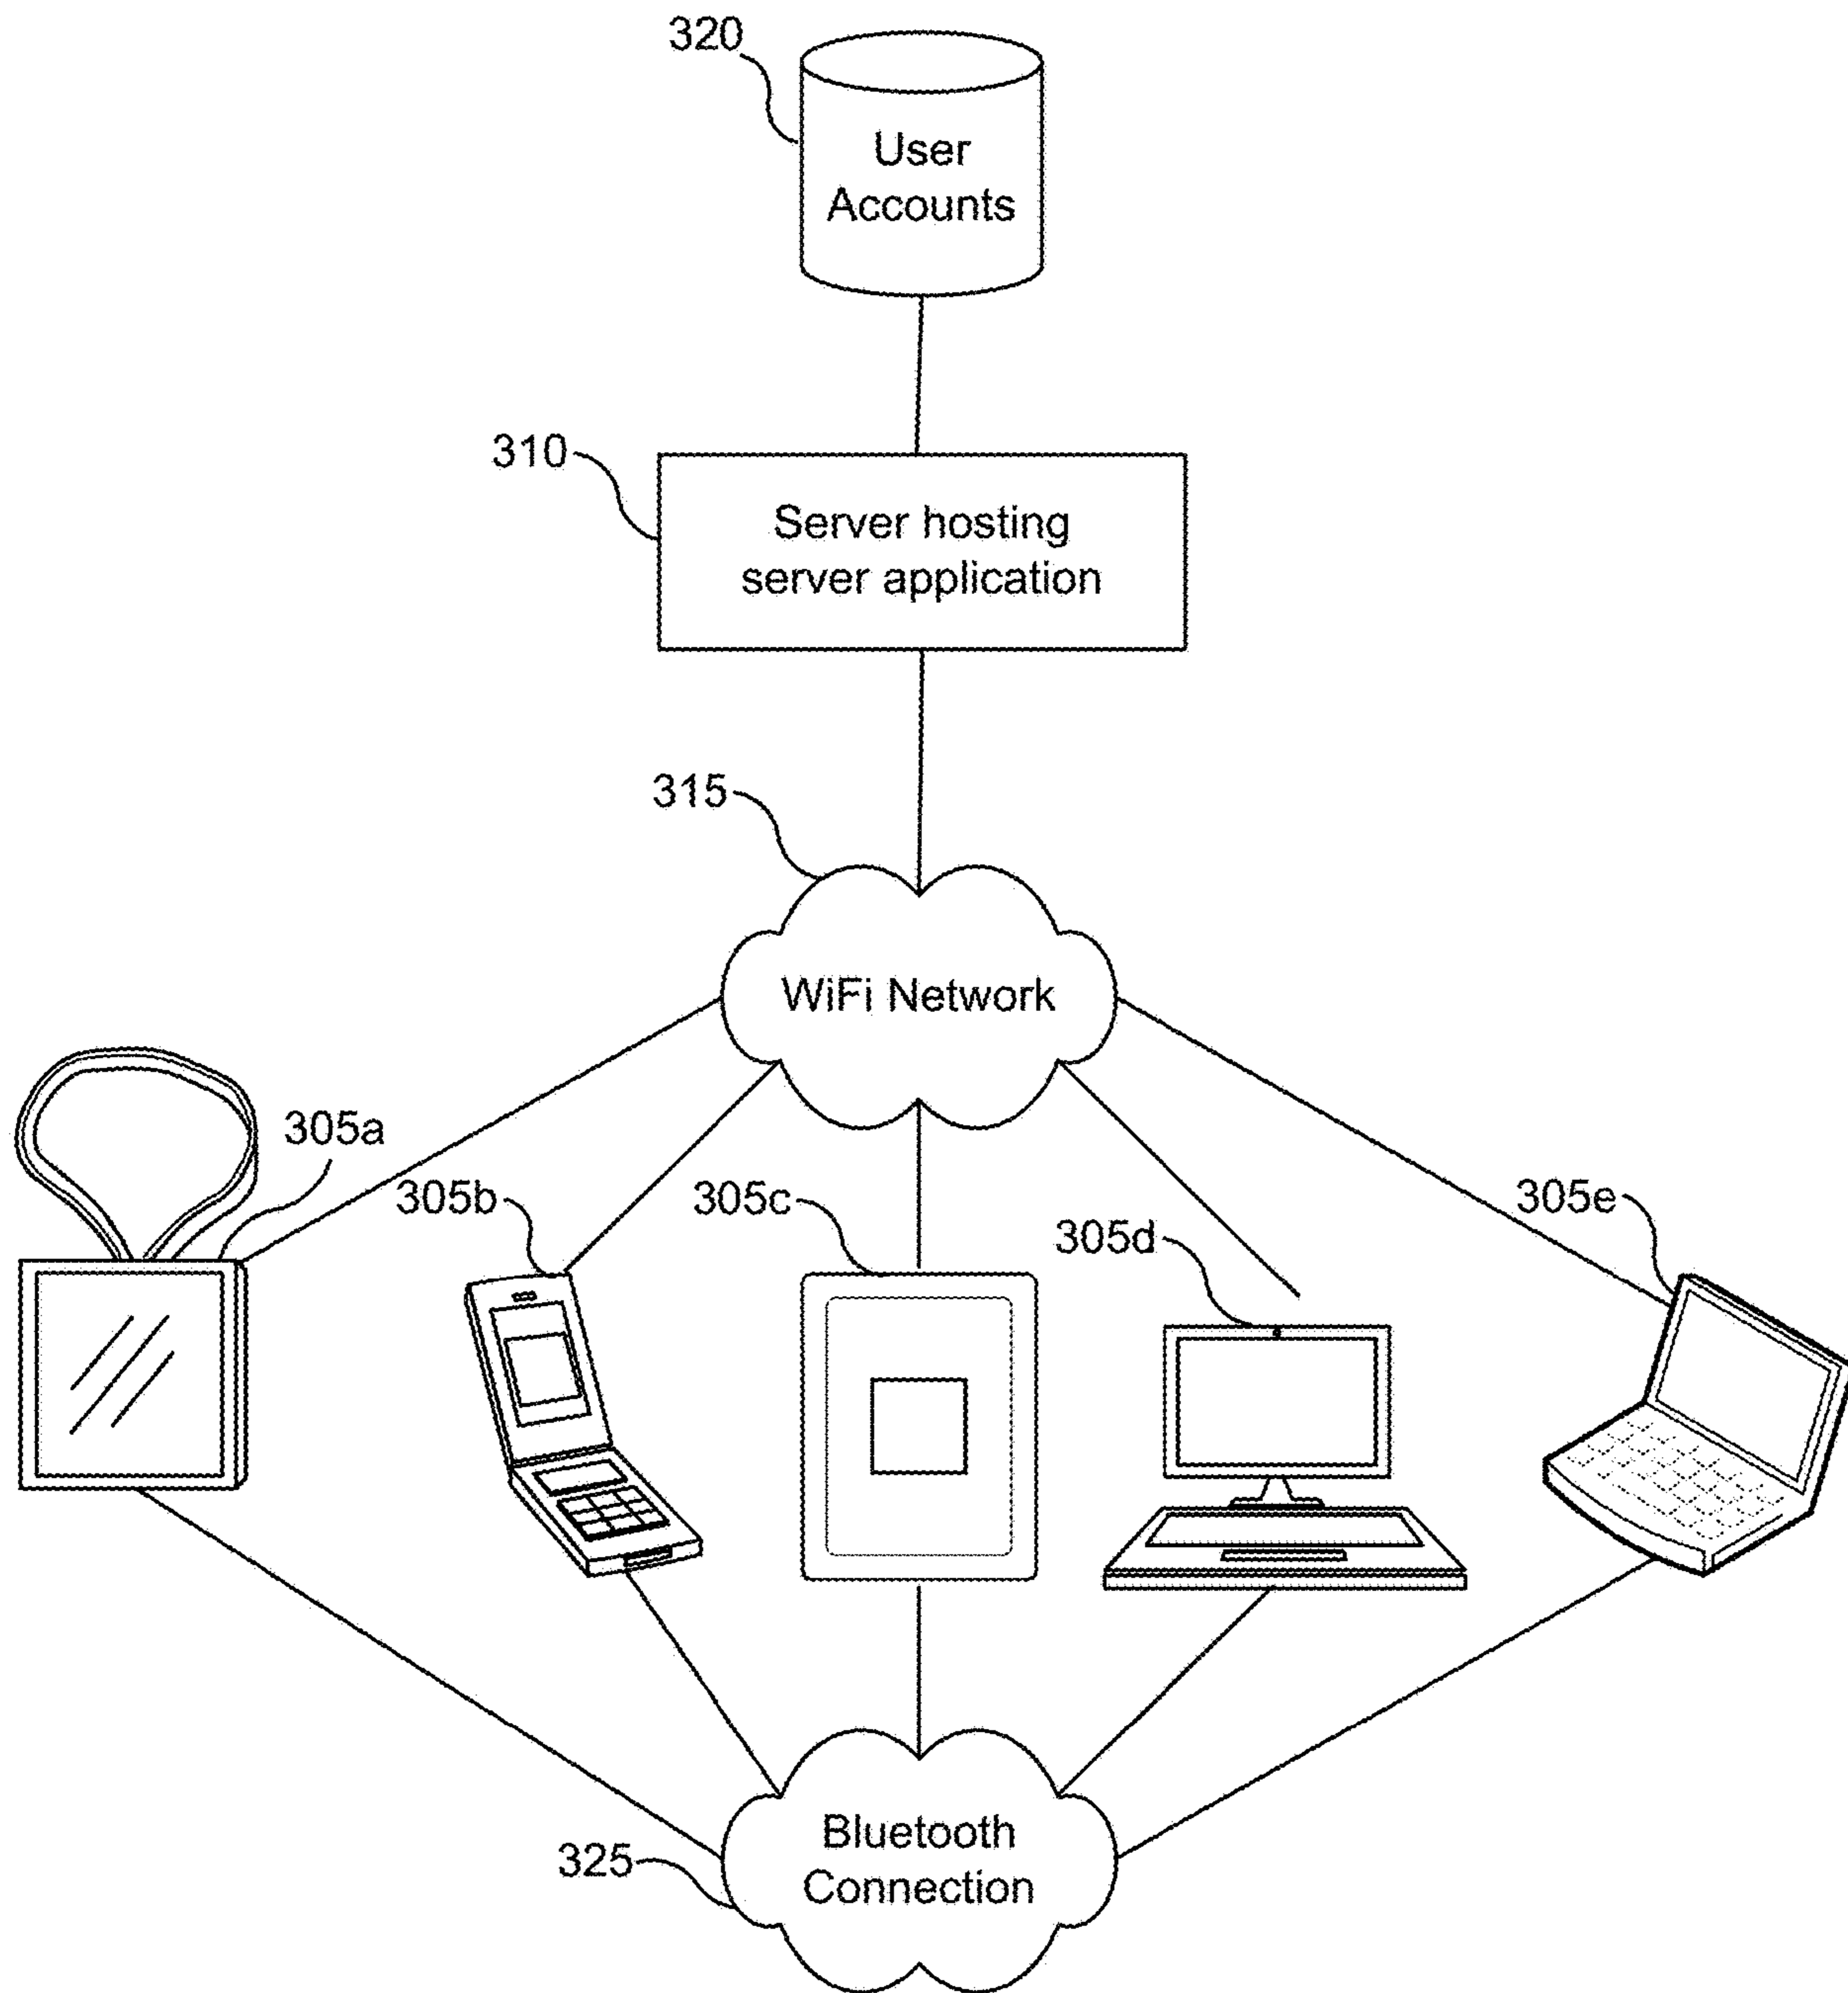 320
User
Accounts
310
Server hosting
server application
315
WiFi Network
305a
305b
305c
305d
305e
Bluetooth
325
Connection